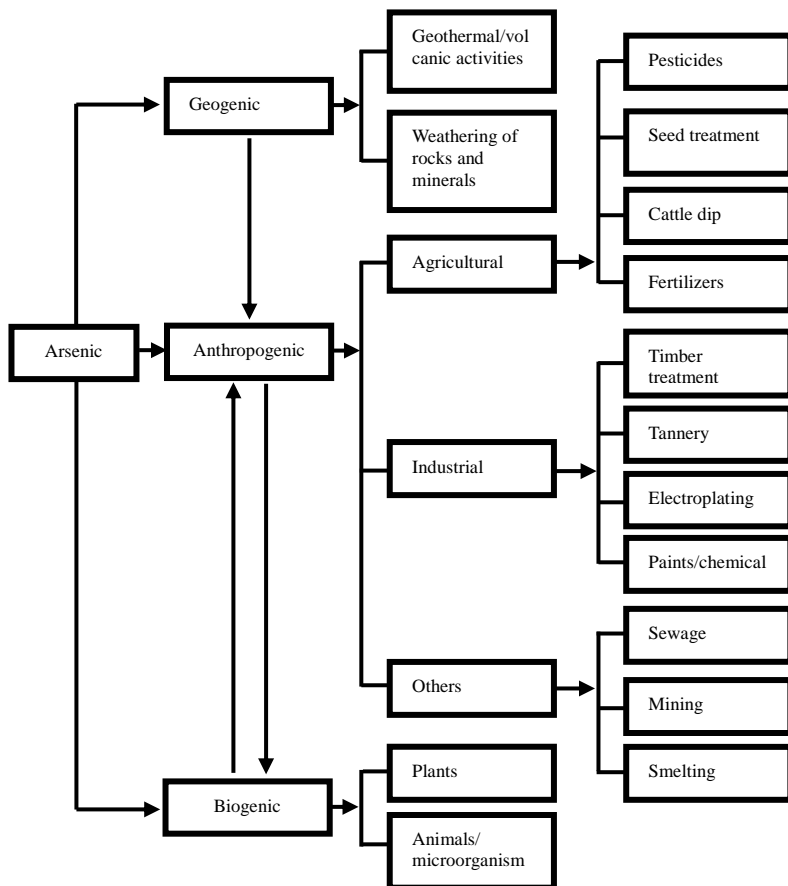 Geothermal/vol
canic activities
Pesticides
Geogenic
Weathering of
rocks and
minerals
Seed treatment
Cattle dip
Agricultural
Fertilizers
Arsenic
Anthropogenic
Timber
treatment
Tannery
Industrial
Electroplating
Paints/chemical
Sewage
Others
Mining
Smelting
Plants
Biogenic
Animals/
microorganism